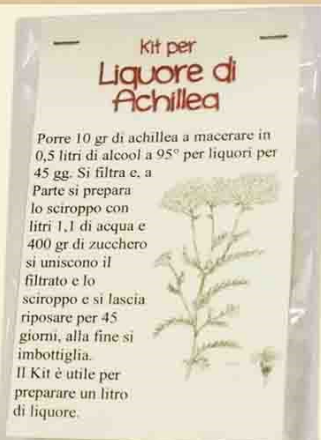 Kit per
Liquore di
Achillea
Porre 10 gr di achillea a macerare in
0,5 litri di alcool a 95° per liquori per
45 gg. Si filtra e, a
Parte si prepara
lo sciroppo con
litri 1,1 di acqua e
400 gr di zucchero
si uniscono il
filtrato e lo
sciroppo e si lascia
riposare per 45
giorni, alla fine si
imbottiglia.
Il Kit è utile per
preparare un litro
di liquore.